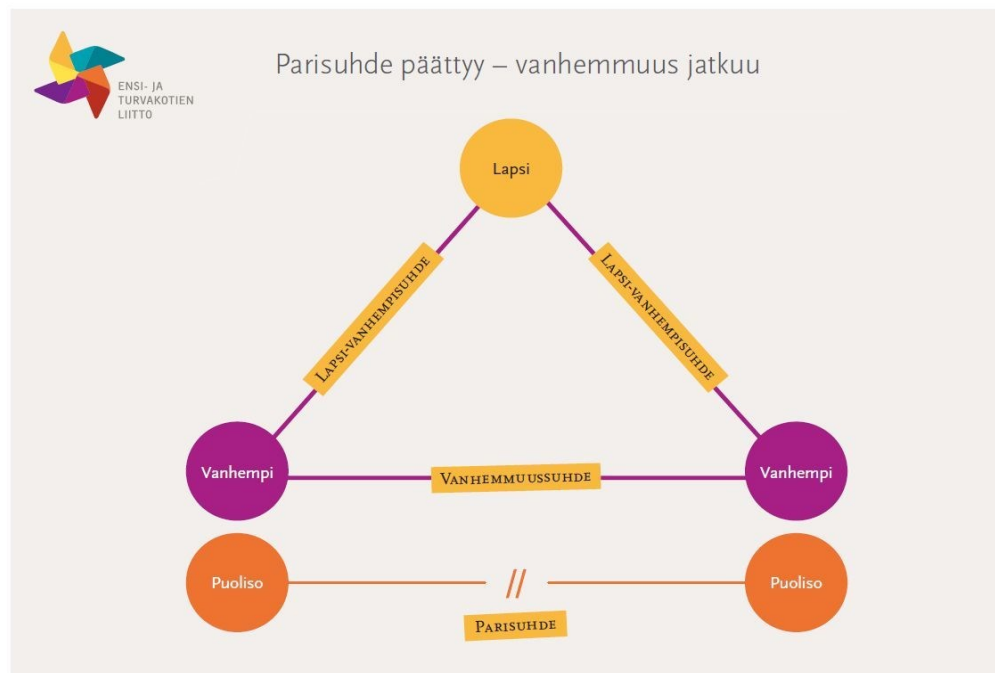 ENSI- JA
TURVAKOTIEN
LIITTO
Parisuhde päättyy – vanhemmuus jatkuu
Lapsi
LAPSI-VANHEMPISUHDE
LAPSI-VANHEMPISUHDE
Vanhempi
VANHEMMUUSSUHDE
Vanhempi
Puoliso
//
Puoliso
PARISUHDE